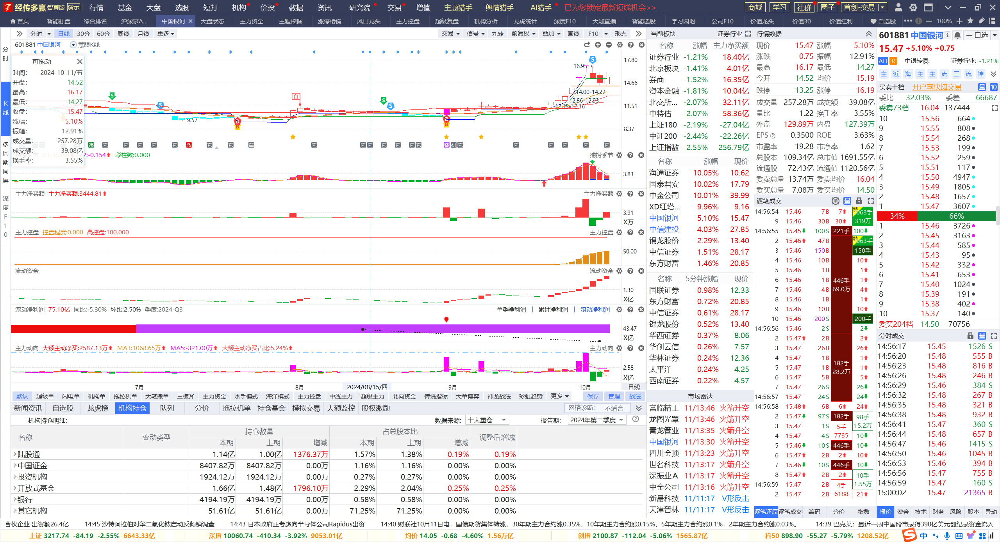 经传多赢 智尊版 演示 行情 基金 大盘 选股 短打 机构 价投 数据 资讯 研究院 交易 增值 主题猎手 舆情猎手 AI猎手 已为您锁定最新短线机会>> 商城 学习 社群 圈子 首创-交易
首页 智能盯盘 综合排名 沪深京A... 中国银河 大盘状态 主力资金 主题挖掘 涨停棱镜 风口龙头 主力控盘 超级复盘 机构分析 龙虎统计 深度F10 大咖直播 智能选股 学习园地 公司F10 价值龙头 价值30 价值红利 自选股 100%
分时 日线 30分 60分 周线 月线 更多 交易 信号 九转 前复权 叠加 画线 F10 形态
分时
K线
多周期同屏
深度F10
601881 中国银河 慧眼K线
可拖动
时间: 2024-10-11/五
开盘: 14.52
最高: 16.17
最低: 14.27
收盘: 15.47
涨幅: 5.10%
振幅: 12.91%
成交量: 257.28万
成交额: 39.08亿
换手率: 3.55%
17.80
16.95
14.66
14.00-14.27
12.86-12.93
12.15-12.16
11.51
9.57
8.37
自
2:-0.154 彩柱数:0.000 捕捞季节
3.83
主力净买额 主力净买额:3444.81 主力净买额
3.91
X万
主力控盘 控盘程度:0.000 高控盘:100.000 主力控盘
50.00
流动资金 流动资金
1.30
X亿
滚动净利润 75.10亿 同比:-5.30% 环比:2.50% 季度:2024-Q3 单季净利润 | 累计净利润 | 滚动净利润
43.47
X亿
主力动向 大额主动净买:2587.13万 MA3:1068.65万 MA5:-321.00万 大额主动净买占比:5.24% 主力动向
2.58
X亿
7月 8月 2024/08/15/四 9月 10月 日线
默认 超级单 闪电单 机构单 拖拉机单 大笔撤单 三板斧 主力资金 水手模式 海洋模式 主力控盘 中线主力 超级主力 北向资金 传统指标 大单博弈 神龙战法 彩虹趋势 更多 保存 管理 战法
新闻资讯 自选股 龙虎榜 机构持仓 队列 分价 拖拉机单 持仓基金 模拟交易 大额监控 股权激励 网格诊断: 不适合
机构持仓明细: 数据来源: 十大重仓 报告期: 2024年第二季度
名称 变动类型 持仓数量 占总股本比 调整后增减
本期 上期 增减 本期 上期 增减
陆股通 1.14亿 1.00亿 1376.37万 1.57% 1.38% 0.19% 0.19%
中国证金 8407.82万 8407.82万 0.00万 1.16% 1.16% 0.00% 0.00%
投资机构 1924.12万 1924.12万 0.00万 0.27% 0.27% 0.00% 0.00%
开放式基金 1.66亿 1.48亿 1796.10万 2.29% 2.04% 0.25% 0.25%
银行 4194.19万 4194.19万 0.00万 0.58% 0.58% 0.00% 0.00%
其它机构 51.61亿 51.61亿 0.00万 71.25% 71.25% 0.00% 0.00%
当前板块 证券行业
名称 涨幅 主力净买额
证券行业 -1.21% 18.40亿
北京板块 -1.41% 4.01亿
券商 -1.52% 16.35亿
资本金融 -1.81% 10.04亿
北交所... -2.07% 32.11亿
中特估 -2.07% 58.36亿
上证180 -2.19% -27.04亿
中证200 -2.44% -22.26亿
上证指数 -2.55% -256.79亿
名称 涨幅 现价
海通证券 10.05% 10.62
国泰君安 10.02% 17.79
中金公司 10.01% 39.99
XD红塔... 9.96% 9.16
中国银河 5.10% 15.47
中信建投 4.03% 27.85
锦龙股份 2.29% 13.40
中信证券 1.51% 28.17
东方财富 1.46% 20.85
名称 5分钟涨幅 现价
国联证券 0.98% 12.33
东方财富 0.72% 20.85
中信证券 0.61% 28.17
锦龙股份 0.52% 13.40
华西证券 0.37% 8.06
华创云信 0.26% 7.57
华林证券 0.24% 12.36
太平洋 0.24% 4.25
西南证券 0.22% 4.57
市场雷达
富临精工 11/13:46 火箭升空
龙图光罩 11/13:46 火箭升空
青龙管业 11/13:35 火箭升空
中国银河 11/13:30 火箭升空
四川金顶 11/13:23 火箭升空
世名科技 11/13:17 火箭升空
深振业A 11/13:17 火箭升空
中金公司 11/13:16 火箭升空
新晨科技 11/11:17 V形反击
天津普林 11/11:17 V形反击
行情数据
现价 15.47 涨幅 5.10%
涨跌 0.75 振幅 12.91%
最高 16.17 最低 14.27
今开 14.52 均价 15.19
跌停 13.25 涨停 16.19
成交量 257.28万 成交额 39.08亿
量比 1.22 换手率 3.55%
外盘 129.89万 内盘 127.39万
EPS② 0.3500 ROE 3.63%
市盈率 19.28 市净率 1.62
总股本 109.34亿 总市值 1691.55亿
流通股 72.43亿 流通值 1120.56亿
委卖总量 13.74万 委卖均价 16.04
委买总量 7.08万 委买均价 14.50
逐笔成交 单 量
14:56:54 15.46 7B 7 2063手
9 15.46 30B 30 319万
14:56:55 15.45 100S 221手 100
2 15.46 47B 2063手
3 15.46 150B 150手
4 15.46 10B 10
5 15.46 1B 1
6 15.46 1B 446手 1
7 15.46 4B 69.0万 4
8 15.46 1B 1
9 15.46 10B 10
10 15.46 200S 200手
14:56:56 15.46 2S 2
2 15.47 2B 2
3 15.47 26B 26
4 15.47 1B 1
5 15.47 1B 182手 1
6 15.47 5B 28.2万 5
7 15.47 26S 26
14:56:57 15.47 24S 24
14:56:58 15.48 6B 6 24
2 15.47 97S 182手 98手
3 15.47 1S 5手 15.2万
4 15.47 4S 7735 10
5 15.46 10S 446手 10
6 15.47 2B 2 10
7 15.46 10S 446手 10
8 15.47 2B 2 10手
14:56:59 15.47 2B 4手 1.55万
2 15.47 2B 6188 21
逐笔还原 逐笔成交 筹码 分价 指数
601881 中国银河 自选
15.47 +5.10% +0.75
AH R 中银转债: 证券行业: -1.21%
主 近 海 主 主 流 三 流 神
买卖十档 开户享快捷交易 量 10
委比 -32.03% 委差 -66687
委卖73档 16.04 137444
10 15.56 664
9 15.55 808
8 15.54 268
7 15.53 199
6 15.52 259
5 15.51 117
4 15.50 4947
3 15.49 1805
2 15.48 1657
1 15.47 3607
34% 66%
1 15.46 3726
2 15.45 3163
3 15.44 585
4 15.43 95
5 15.42 332
6 15.41 653
7 15.40 1024
8 15.39 191
9 15.38 402
10 15.37 140
委买204档 14.50 70756
分时成交 量
14:56:17 15.45 1526 S
14:56:20 15.48 555 B
14:56:23 15.48 816 B
14:56:26 15.48 246 B
14:56:29 15.46 384 S
14:56:32 15.48 267 B
14:56:35 15.48 321 B
14:56:38 15.48 932 B
14:56:41 15.47 360 S
14:56:44 15.48 657 B
14:56:47 15.46 1415 S
14:56:50 15.46 1045 B
14:56:53 15.46 394 B
14:56:56 15.47 755 B
14:56:59 15.47 160 S
15:00:02 15.47 21365 B
报价 资金 技术 财务 风险 股本 异动
合伙企业 出资额26.4亿 14:45 沙特阿拉伯对华二氧化钛启动反倾销调查 14:43 日本政府正考虑向半导体公司Rapidus出资 14:40 财联社10月11日电，国债期货集体转涨，30年期主力合约涨0.35%，10年期主力合约涨0.15%，5年期主力合约涨0.1%，2年期主力合约涨0.03%。 14:39 巴克莱：最近一周中国股市录得390亿美元创纪录资金流入
上证 3217.74 -84.19 -2.55% 6643.33亿 深指 10060.74 -410.34 -3.92% 9053.01亿 均价 14.05 -0.68 -4.60% 1.56万亿 创指 2100.87 -112.04 -5.06% 1565.87亿 科50 898.90 -55.27 -5.79% 1208.52亿 中